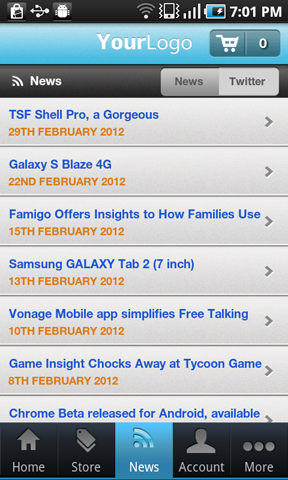 7:01 PM
YourLogo
0
News
News
Twitter
TSF Shell Pro, a Gorgeous
29TH FEBRUARY 2012
Galaxy S Blaze 4G
22ND FEBRUARY 2012
Famigo Offers Insights to How Families Use
15TH FEBRUARY 2012
Samsung GALAXY Tab 2 (7 inch)
13TH FEBRUARY 2012
Vonage Mobile app simplifies Free Talking
10TH FEBRUARY 2012
Game Insight Chocks Away at Tycoon Game
8TH FEBRUARY 2012
Chrome Beta released for Android, available
Home
Store
News
Account
More